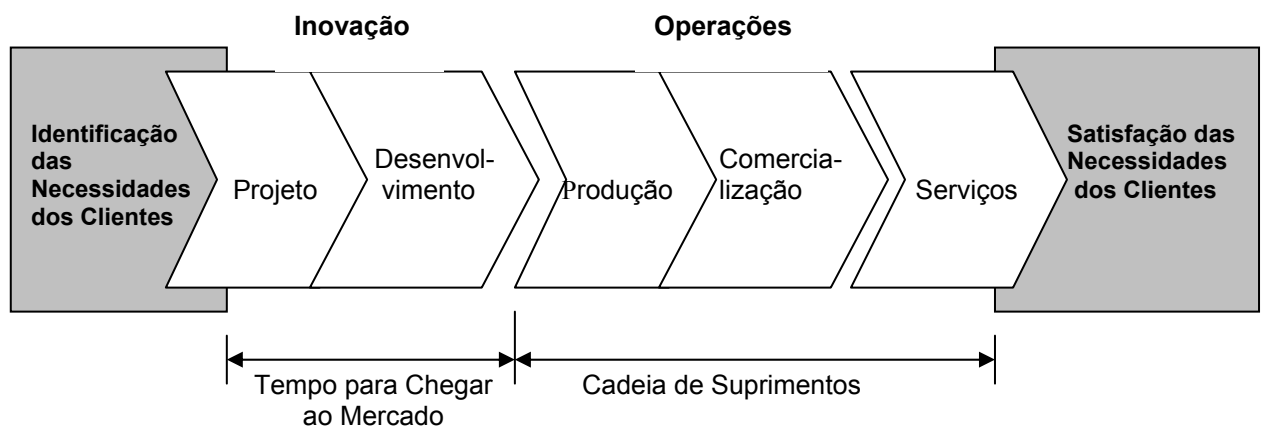 Inovação
Operações
Identificação
das
Necessidades
dos Clientes
Projeto
Desenvol-
vimento
Produção
Comercia-
lização
Serviços
Satisfação das
Necessidades
dos Clientes
Tempo para Chegar
ao Mercado
Cadeia de Suprimentos